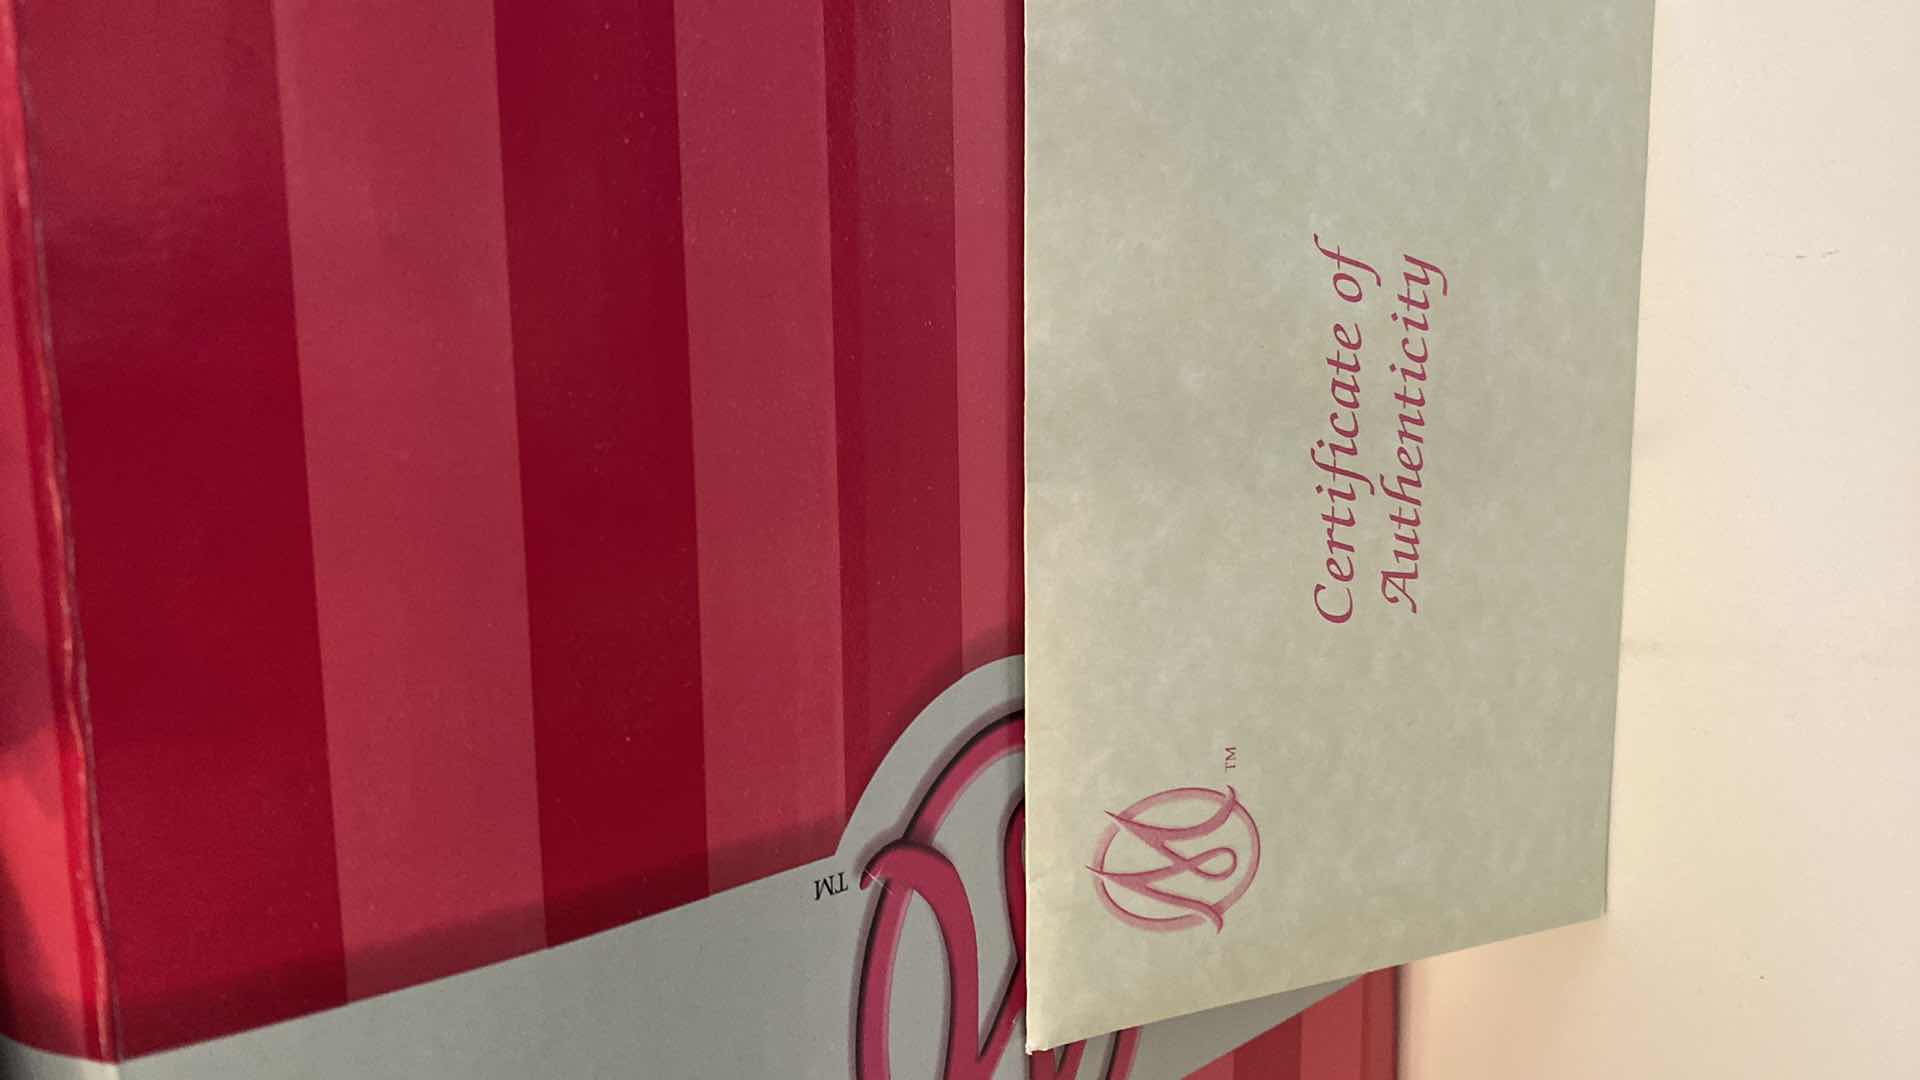 TM
Certificate of
Authenticity
TM